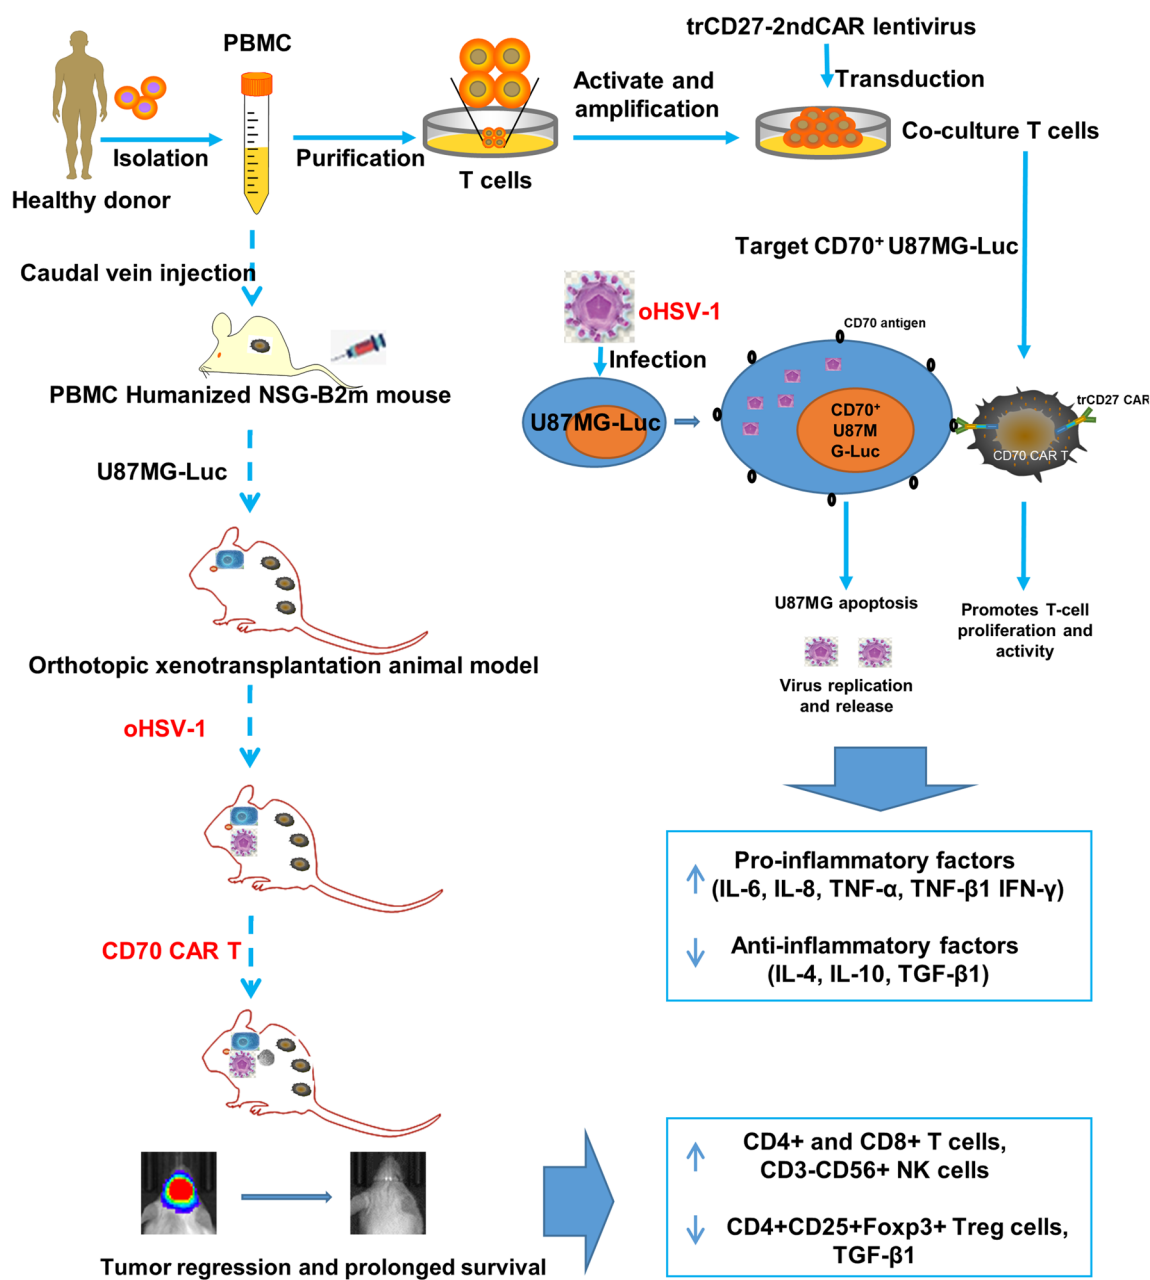 trCD27-2ndCAR lentivirus
PBMC
Activate and
amplification
Transduction
Co-culture T cells
Isolation
Purification
T cells
Healthy donor
Target CD70⁺ U87MG-Luc
Caudal vein injection
oHSV-1
CD70 antigen
Infection
PBMC Humanized NSG-B2m mouse
U87MG-Luc
CD70⁺
U87M
G-Luc
trCD27 CAR
CD70 CAR T
U87MG-Luc
U87MG apoptosis
Promotes T-cell
proliferation and
activity
Virus replication
and release
Orthotopic xenotransplantation animal model
oHSV-1
Pro-inflammatory factors
(IL-6, IL-8, TNF-α, TNF-β1 IFN-γ)
Anti-inflammatory factors
(IL-4, IL-10, TGF-β1)
CD70 CAR T
CD4+ and CD8+ T cells,
CD3-CD56+ NK cells
CD4+CD25+Foxp3+ Treg cells,
TGF-β1
Tumor regression and prolonged survival